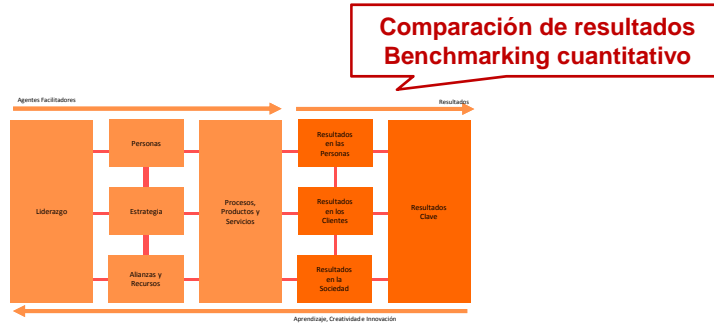 Comparación de resultados
Benchmarking cuantitativo
Agentes Facilitadores
Resultados
Liderazgo
Personas
Estrategia
Alianzas y
Recursos
Procesos,
Productos y
Servicios
Resultados
en las
Personas
Resultados
en los
Clientes
Resultados
en la
Sociedad
Resultados
Clave
Aprendizaje, Creatividad e Innovación